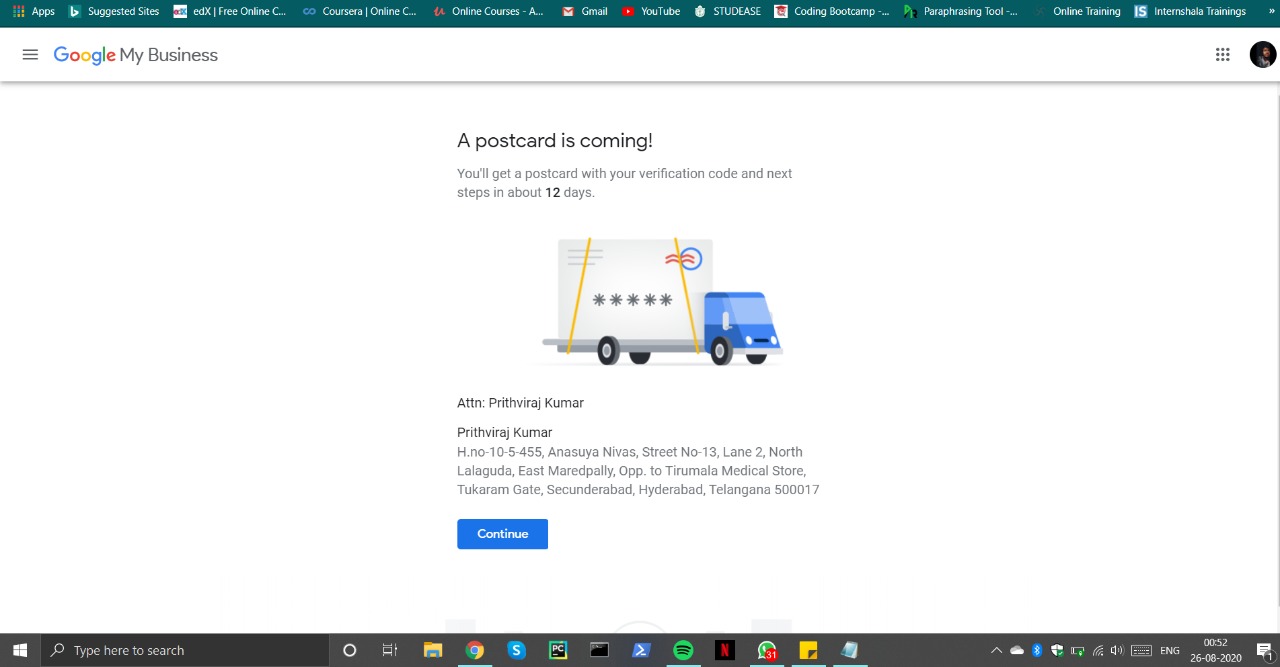 Apps Suggested Sites edX | Free Online C... Coursera | Online C... Online Courses - A... Gmail YouTube STUDEASE Coding Bootcamp -... Paraphrasing Tool -... Online Training IS Internshala Trainings »
Google My Business
A postcard is coming!
You'll get a postcard with your verification code and next
steps in about 12 days.
*****
Attn: Prithviraj Kumar
Prithviraj Kumar
H.no-10-5-455, Anasuya Nivas, Street No-13, Lane 2, North
Lalaguda, East Maredpally, Opp. to Tirumala Medical Store,
Tukaram Gate, Secunderabad, Hyderabad, Telangana 500017
Continue
Type here to search PC N 31 ENG 00:52
26-08-2020 1